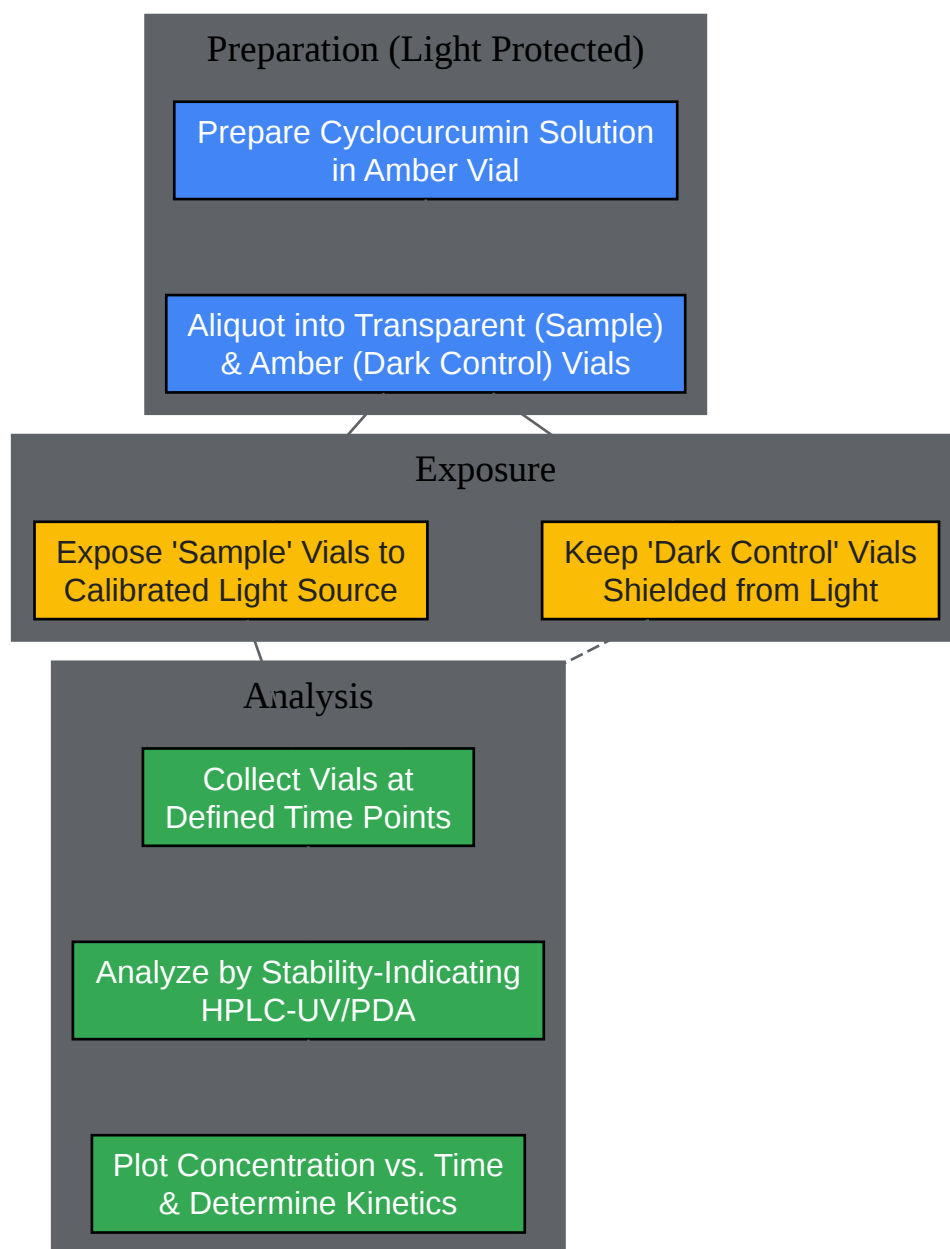 Preparation (Light Protected)
Prepare Cyclocurcumin Solution
in Amber Vial
Aliquot into Transparent (Sample)
& Amber (Dark Control) Vials
Exposure
Expose 'Sample' Vials to
Calibrated Light Source
Keep 'Dark Control' Vials
Shielded from Light
Analysis
Collect Vials at
Defined Time Points
Analyze by Stability-Indicating
HPLC-UV/PDA
Plot Concentration vs. Time
& Determine Kinetics